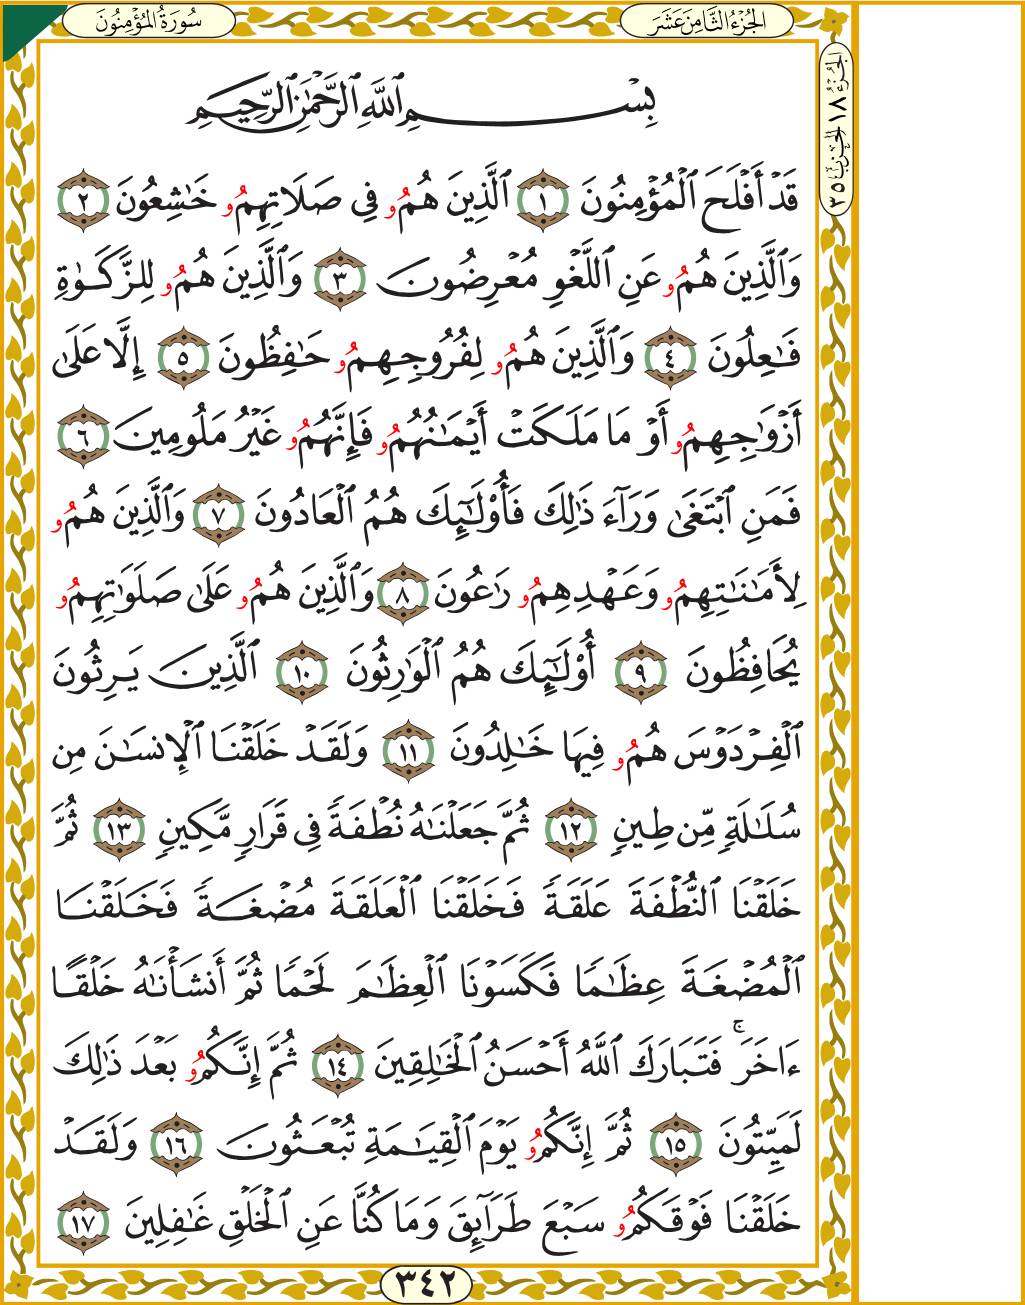 سُورَةُ المُؤْمِنُونَ
الجُزْءُ الثَّامِنَ عَشَرَ
الجُزْءُ ١٨ الحِزْبُ ٣٥
بِسْمِ ٱللَّهِ ٱلرَّحْمَٰنِ ٱلرَّحِيمِ
قَدْ أَفْلَحَ ٱلْمُؤْمِنُونَ ١ ٱلَّذِينَ هُمُۥ فِي صَلَاتِهِمُۥ خَٰشِعُونَ ٢
وَٱلَّذِينَ هُمُۥ عَنِ ٱللَّغْوِ مُعْرِضُونَ ٣ وَٱلَّذِينَ هُمُۥ لِلزَّكَوٰةِ
فَٰعِلُونَ ٤ وَٱلَّذِينَ هُمُۥ لِفُرُوجِهِمُۥ حَٰفِظُونَ ٥ إِلَّا عَلَىٰ
أَزْوَٰجِهِمُۥ أَوْ مَا مَلَكَتْ أَيْمَٰنُهُمُۥ فَإِنَّهُمُۥ غَيْرُ مَلُومِينَ ٦
فَمَنِ ٱبْتَغَىٰ وَرَآءَ ذَٰلِكَ فَأُوْلَٰٓئِكَ هُمُ ٱلْعَادُونَ ٧ وَٱلَّذِينَ هُمُۥ
لِأَمَٰنَٰتِهِمُۥ وَعَهْدِهِمُۥ رَٰعُونَ ٨ وَٱلَّذِينَ هُمُۥ عَلَىٰ صَلَوَٰتِهِمُۥ
يُحَافِظُونَ ٩ أُوْلَٰٓئِكَ هُمُ ٱلْوَٰرِثُونَ ١٠ ٱلَّذِينَ يَرِثُونَ
ٱلْفِرْدَوْسَ هُمُۥ فِيهَا خَٰلِدُونَ ١١ وَلَقَدْ خَلَقْنَا ٱلْإِنسَٰنَ مِن
سُلَٰلَةٍ مِّن طِينٍ ١٢ ثُمَّ جَعَلْنَٰهُ نُطْفَةً فِي قَرَارٍ مَّكِينٍ ١٣ ثُمَّ
خَلَقْنَا ٱلنُّطْفَةَ عَلَقَةً فَخَلَقْنَا ٱلْعَلَقَةَ مُضْغَةً فَخَلَقْنَا
ٱلْمُضْغَةَ عِظَٰمًا فَكَسَوْنَا ٱلْعِظَٰمَ لَحْمًا ثُمَّ أَنشَأْنَٰهُ خَلْقًا
ءَاخَرَۚ فَتَبَارَكَ ٱللَّهُ أَحْسَنُ ٱلْخَٰلِقِينَ ١٤ ثُمَّ إِنَّكُمُۥ بَعْدَ ذَٰلِكَ
لَمَيِّتُونَ ١٥ ثُمَّ إِنَّكُمُۥ يَوْمَ ٱلْقِيَٰمَةِ تُبْعَثُونَ ١٦ وَلَقَدْ
خَلَقْنَا فَوْقَكُمُۥ سَبْعَ طَرَآئِقَ وَمَا كُنَّا عَنِ ٱلْخَلْقِ غَٰفِلِينَ ١٧
٣٤٢